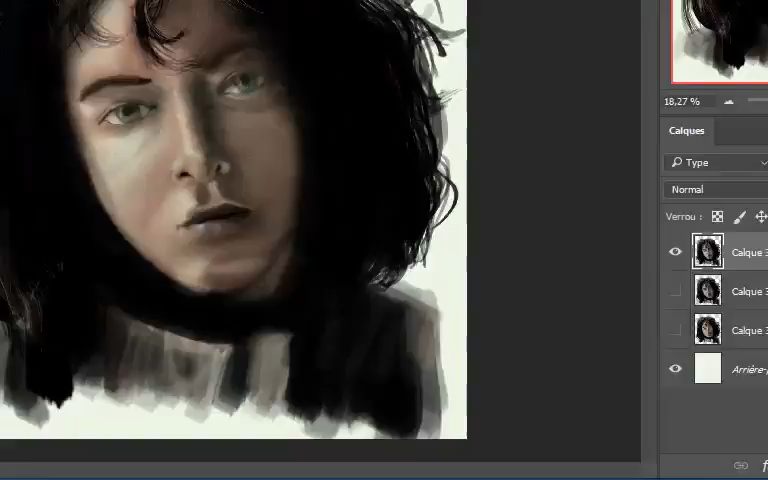 18,27 %
Calques
Type
Normal
Verrou :
Calque 3
Calque 3
Calque 3
Arrière-p